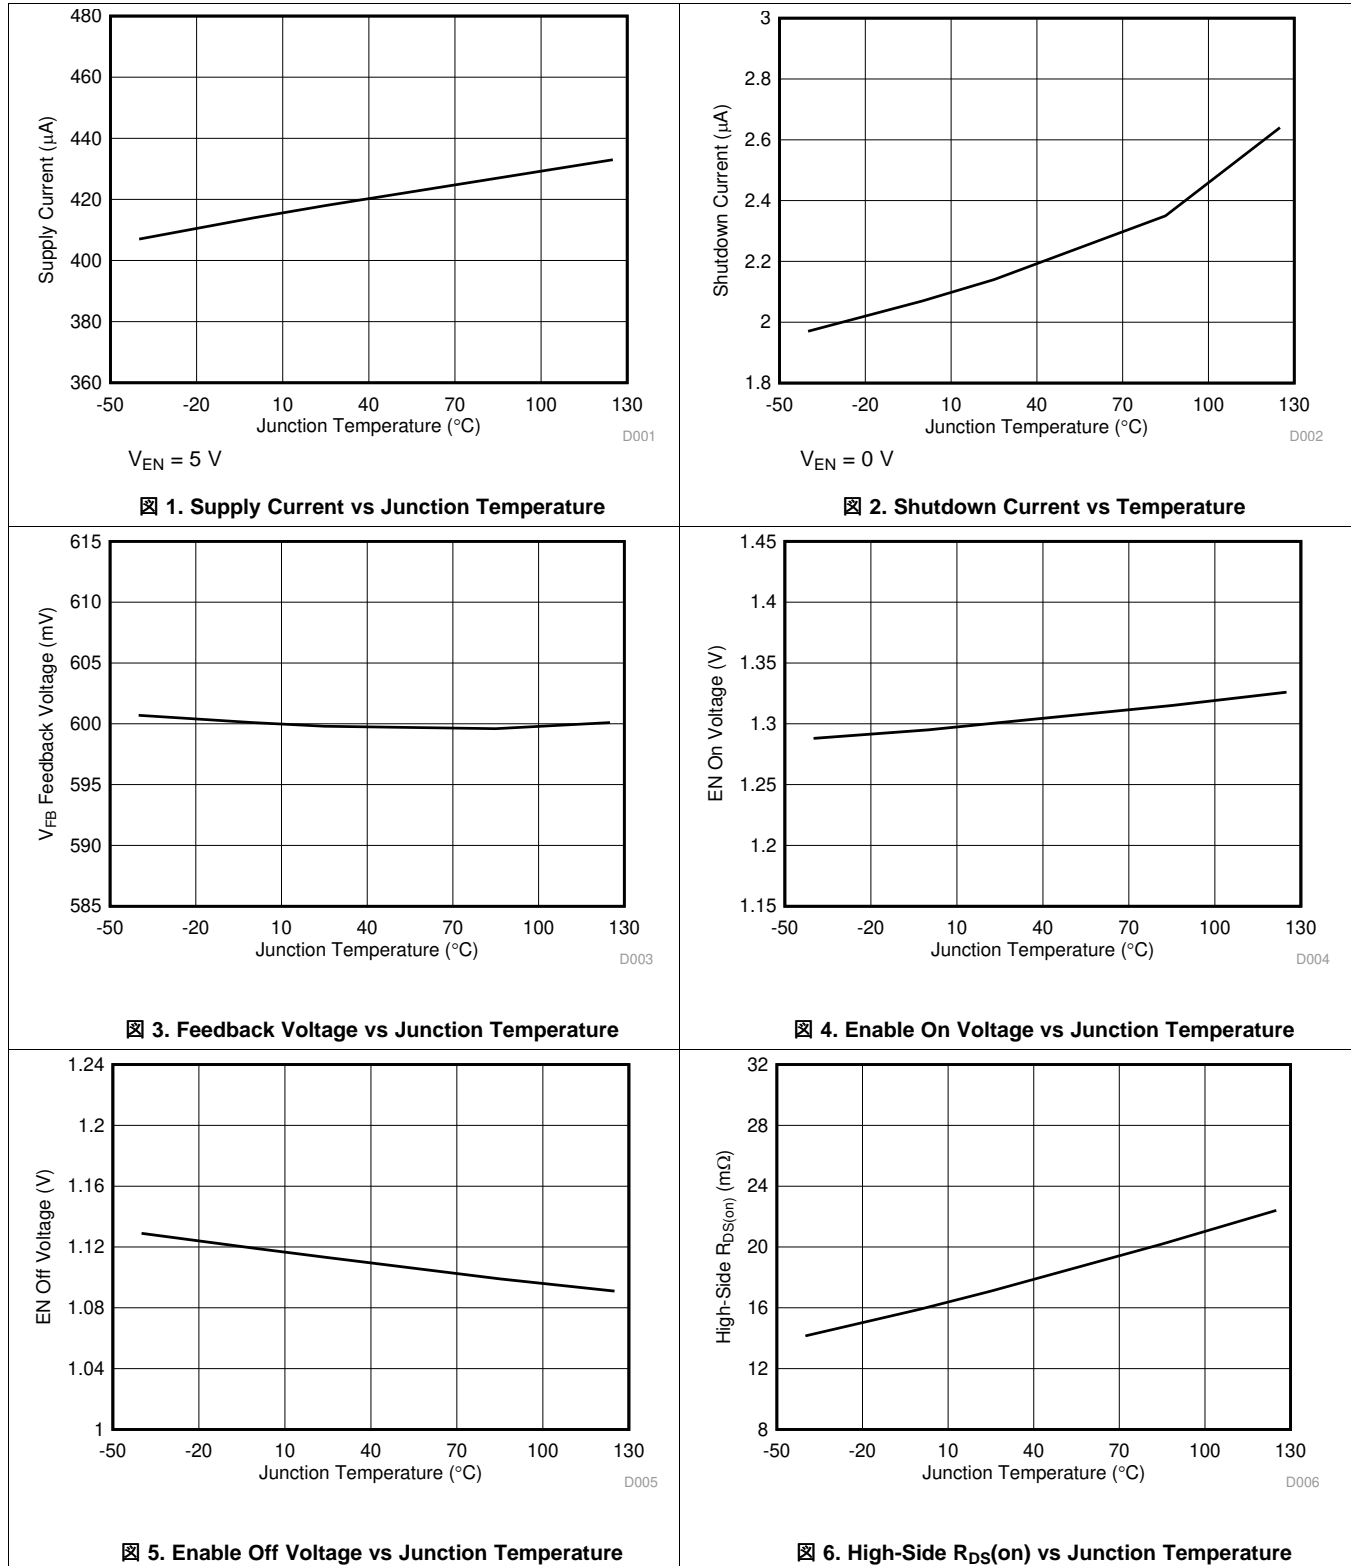 480
460
440
420
400
380
360
Supply Current (μA)
-50 -20 10 40 70 100 130
Junction Temperature (°C)
D001
VEN = 5 V
図 1. Supply Current vs Junction Temperature
3
2.8
2.6
2.4
2.2
2
1.8
Shutdown Current (μA)
-50 -20 10 40 70 100 130
Junction Temperature (°C)
D002
VEN = 0 V
図 2. Shutdown Current vs Temperature
615
610
605
600
595
590
585
VFB Feedback Voltage (mV)
-50 -20 10 40 70 100 130
Junction Temperature (°C)
D003
図 3. Feedback Voltage vs Junction Temperature
1.45
1.4
1.35
1.3
1.25
1.2
1.15
EN On Voltage (V)
-50 -20 10 40 70 100 130
Junction Temperature (°C)
D004
図 4. Enable On Voltage vs Junction Temperature
1.24
1.2
1.16
1.12
1.08
1.04
1
EN Off Voltage (V)
-50 -20 10 40 70 100 130
Junction Temperature (°C)
D005
図 5. Enable Off Voltage vs Junction Temperature
32
28
24
20
16
12
8
High-Side RDS(on) (mΩ)
-50 -20 10 40 70 100 130
Junction Temperature (°C)
D006
図 6. High-Side RDS(on) vs Junction Temperature